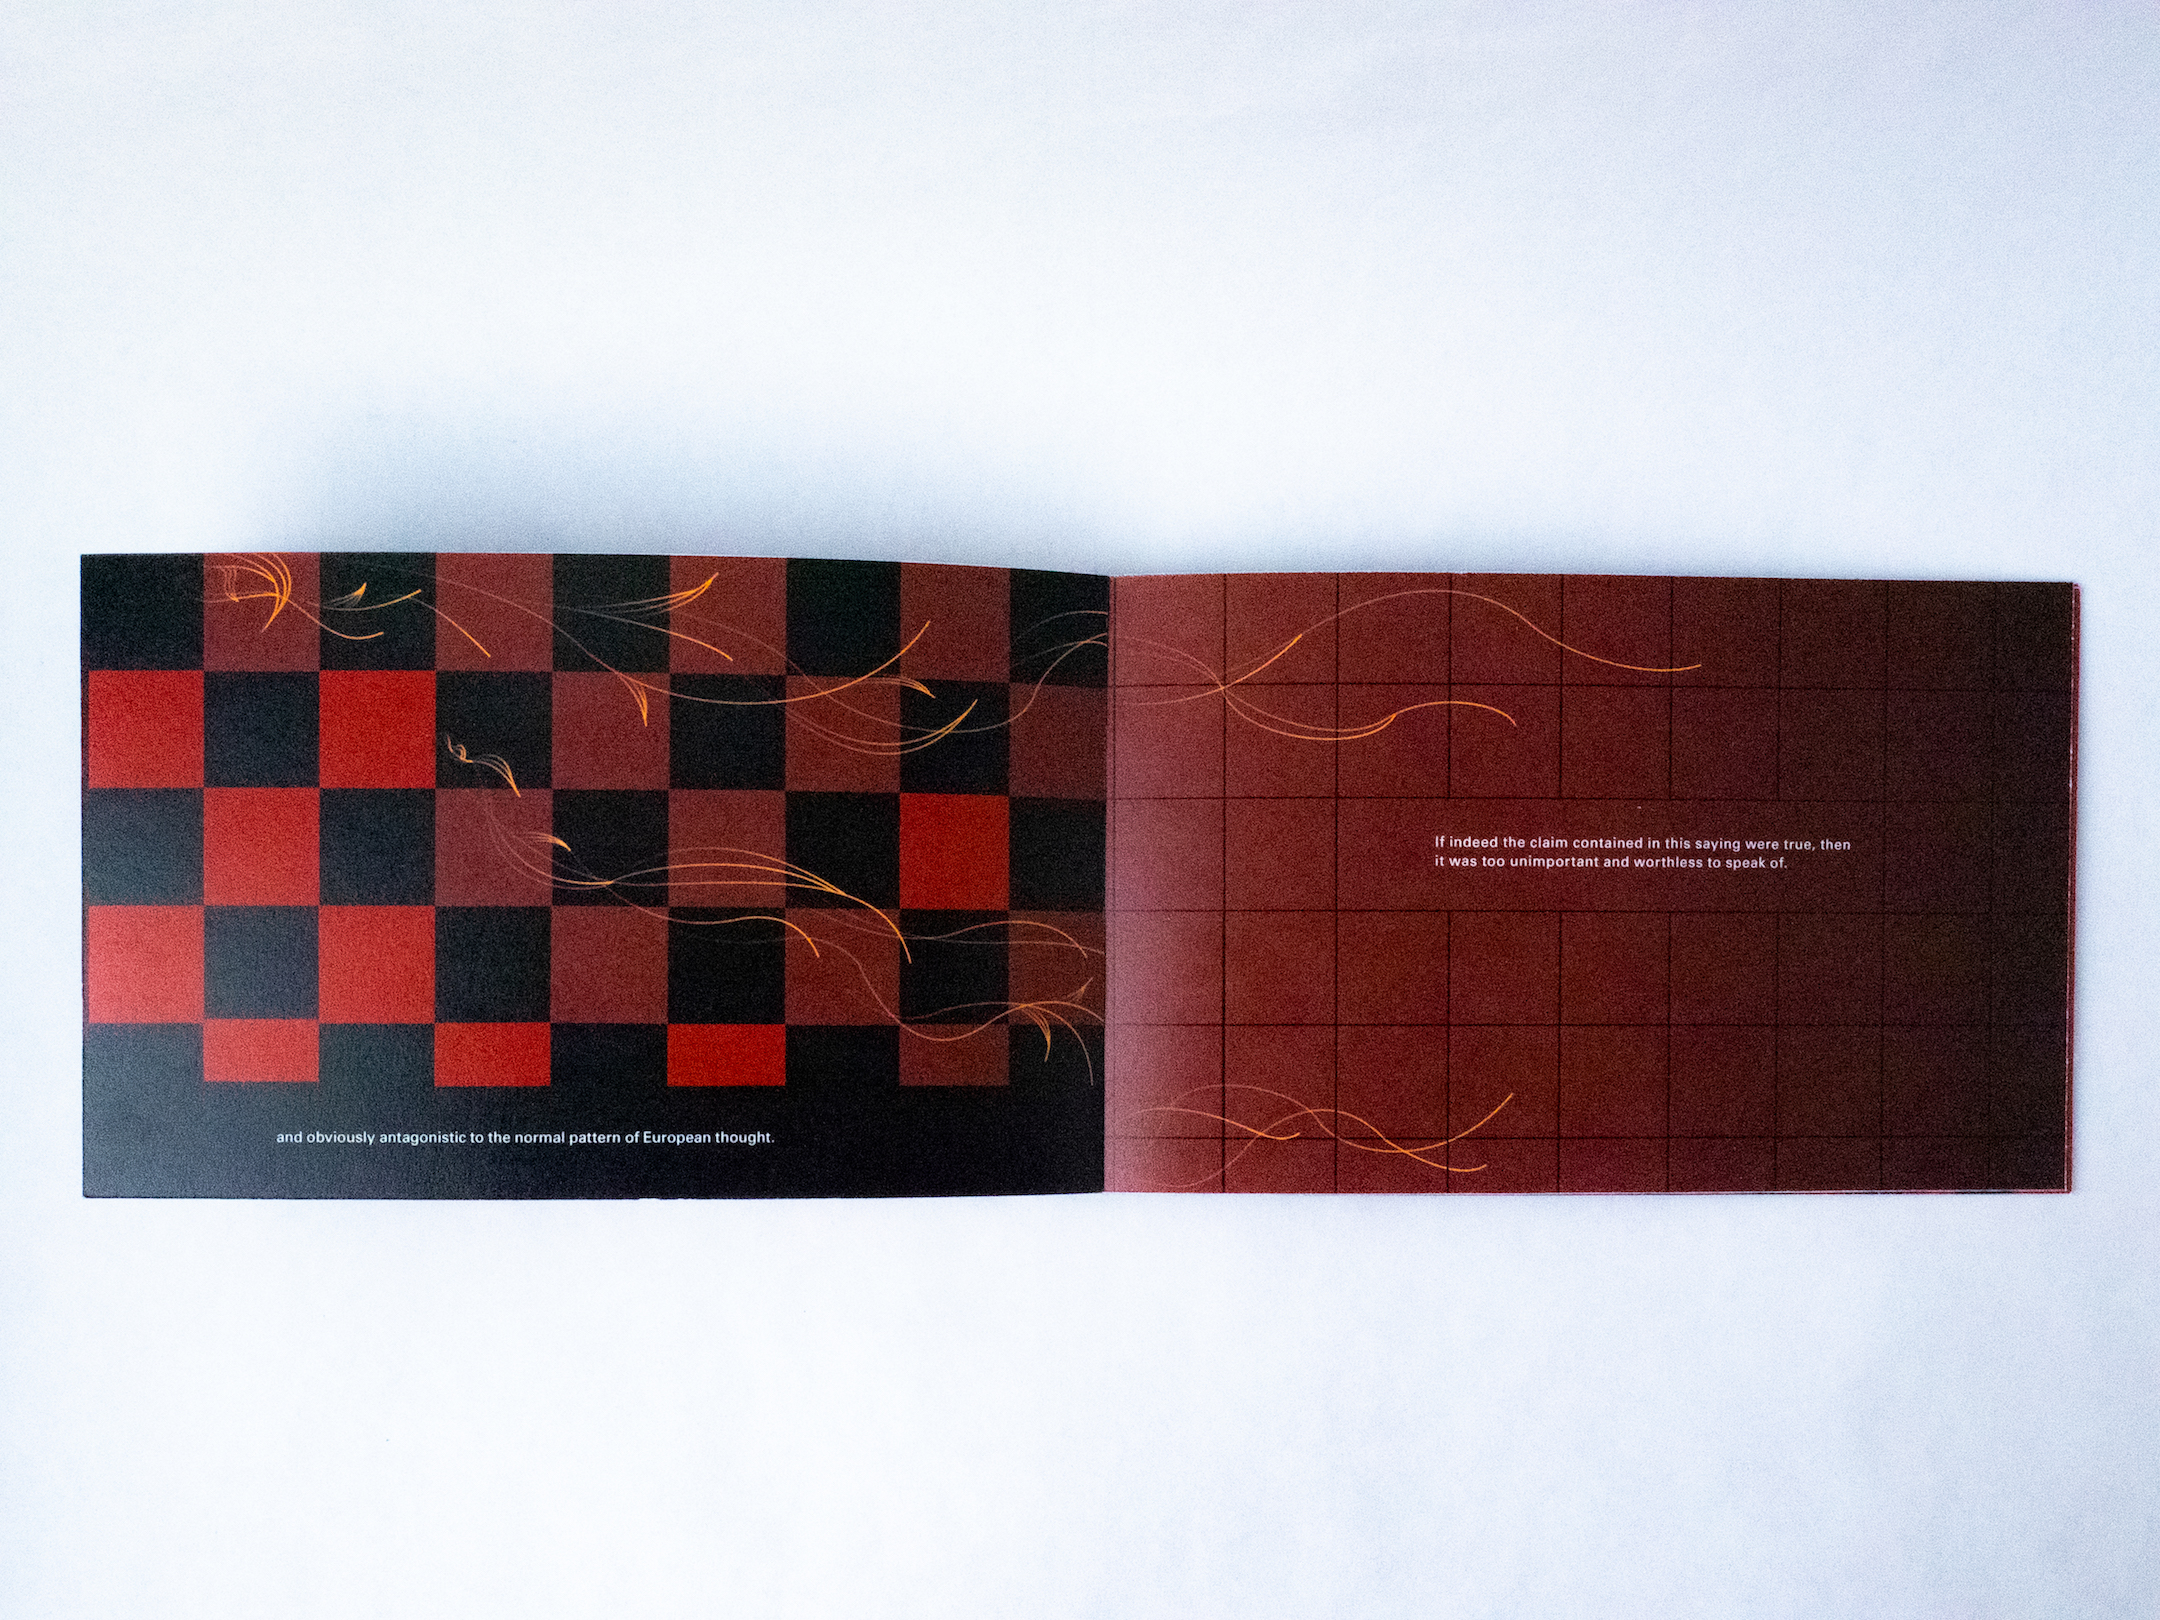 and obviously antagonistic to the normal pattern of European thought.
If indeed the claim contained in this saying were true, then
it was too unimportant and worthless to speak of.